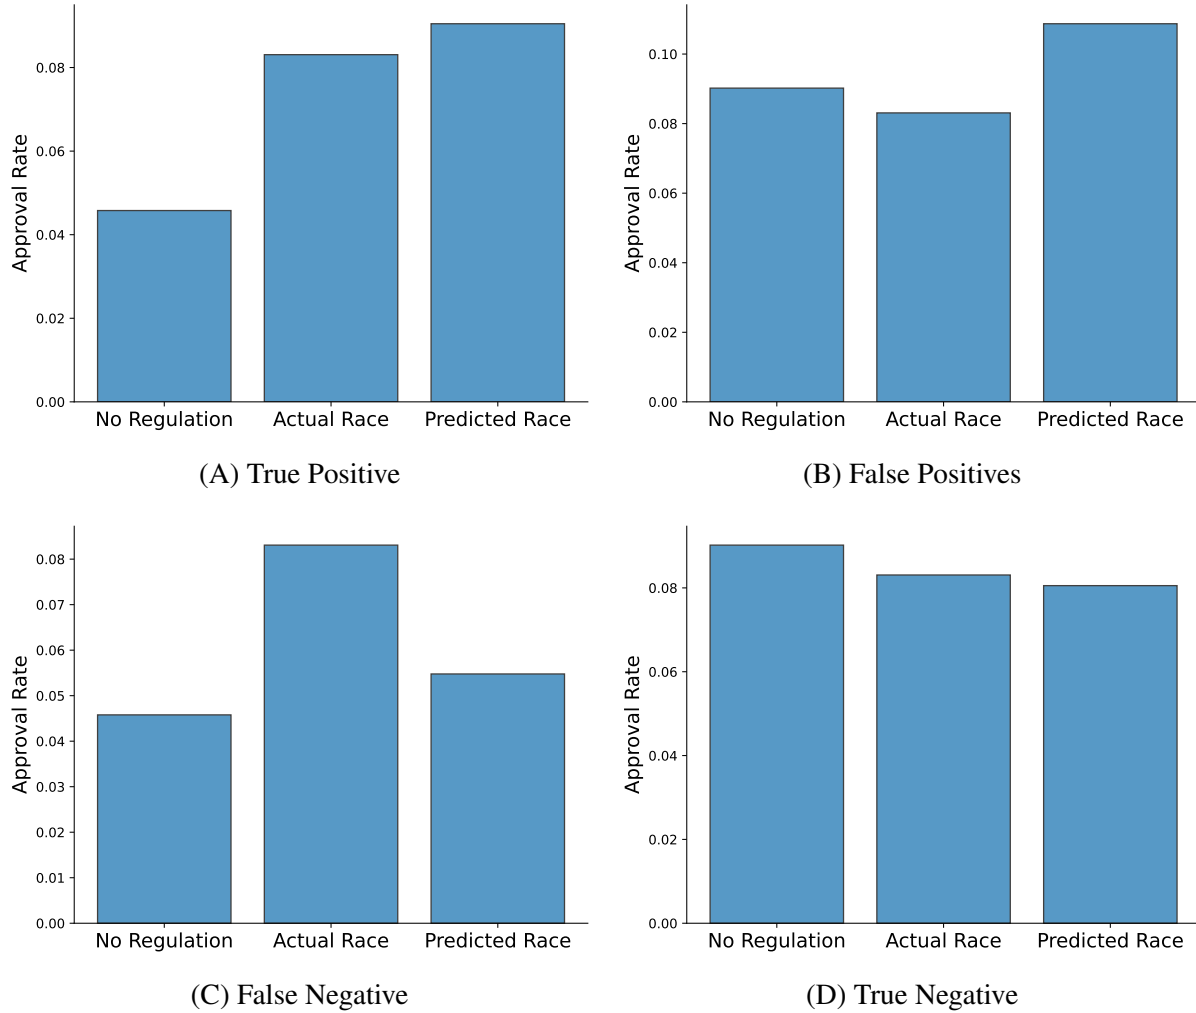 Approval Rate
0.08
0.06
0.04
0.02
0.00
No Regulation Actual Race Predicted Race
(A) True Positive
Approval Rate
0.10
0.08
0.06
0.04
0.02
0.00
No Regulation Actual Race Predicted Race
(B) False Positives
Approval Rate
0.08
0.07
0.06
0.05
0.04
0.03
0.02
0.01
0.00
No Regulation Actual Race Predicted Race
(C) False Negative
Approval Rate
0.08
0.06
0.04
0.02
0.00
No Regulation Actual Race Predicted Race
(D) True Negative